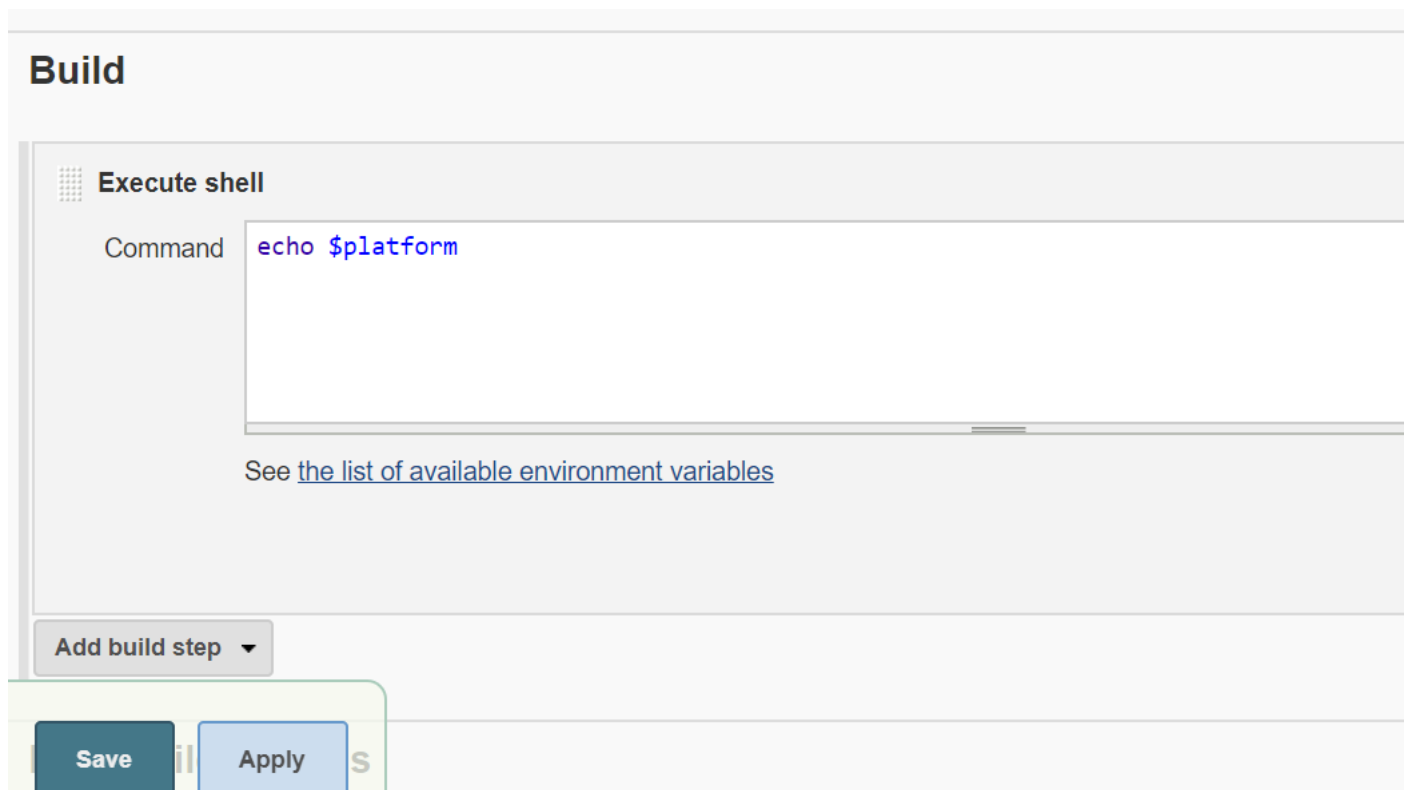 Build
Execute shell
Command
echo $platform
See the list of available environment variables
Add build step
Save
Apply